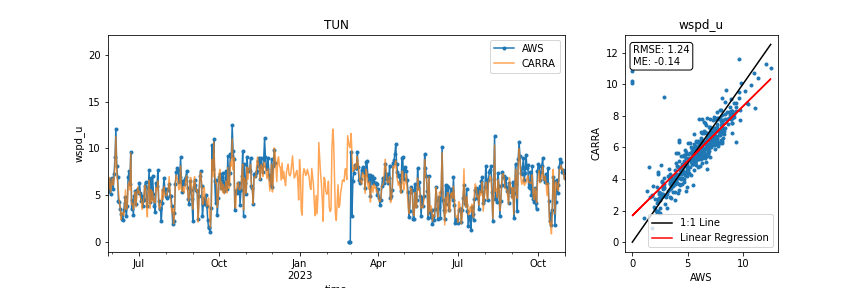 TUN
wspd_u
20
15
10
5
0
AWS
CARRA
Jul
Oct
Jan
2023
Apr
Jul
Oct
time
wspd_u
CARRA
12
10
8
6
4
2
0
RMSE: 1.24
ME: -0.14
1:1 Line
Linear Regression
0
5
10
AWS